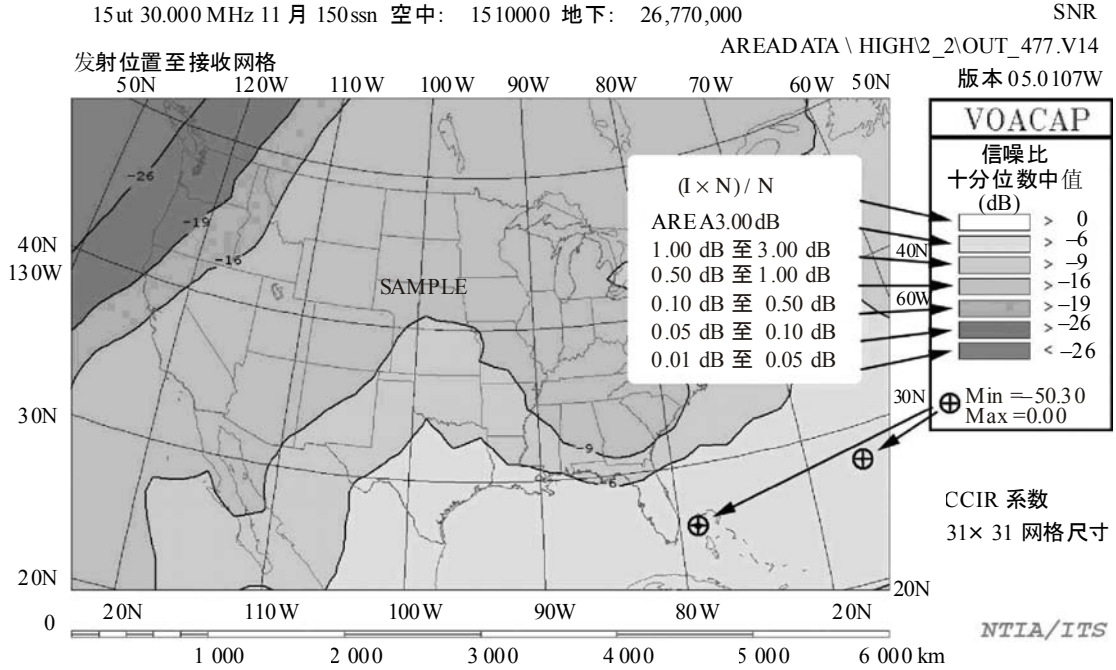 15ut 30.000 MHz 11 月 150ssn 空中： 1510000 地下： 26,770,000 SNR
AREADATA \ HIGH\2_2\OUT_477.V14
发射位置至接收网格
版本 05.0107W
50N 120W 110W 100W 90W 80W 70W 60W 50N
VOACAP
信噪比
十分位数中值
(dB)
> 0
> –6
> –9
> –16
> –19
> –26
< –26
Min =–50.30
Max =0.00
(I × N) / N
AREA3.00dB
1.00 dB 至 3.00 dB
0.50 dB 至 1.00 dB
0.10 dB 至 0.50 dB
0.05 dB 至 0.10 dB
0.01 dB 至 0.05 dB
-26
-19
-16
SAMPLE
-9
-6
40N
130W
30N
20N
40N
60W
30N
20N
20N 110W 100W 90W 80W 20N
CCIR 系数
31× 31 网格尺寸
0
1 000 2 000 3 000 4 000 5 000 6 000 km
NTIA/ITS